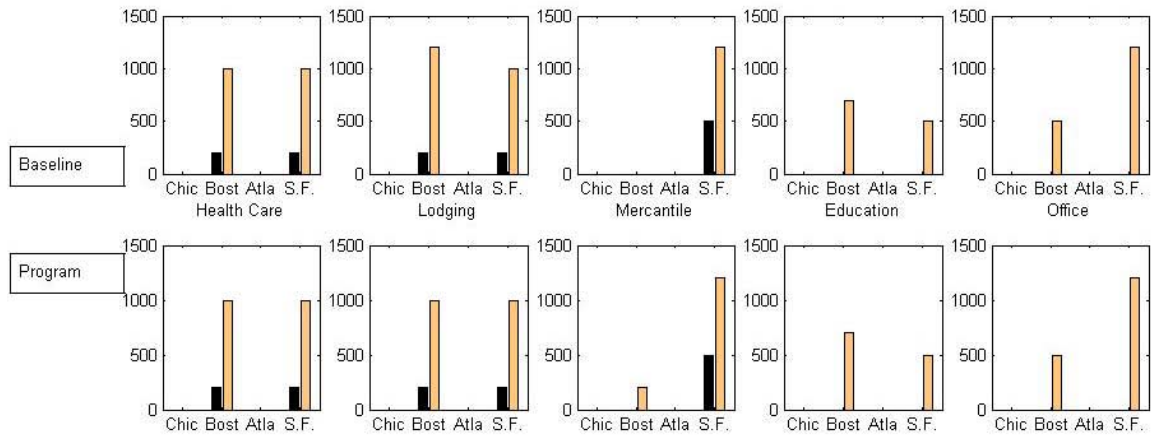 1500 1500 1500 1500 1500
1000 1000 1000 1000 1000
500 500 500 500 500
Baseline
0 0 0 0 0
Chic Bost Atla S.F. Chic Bost Atla S.F. Chic Bost Atla S.F. Chic Bost Atla S.F. Chic Bost Atla S.F.
Health Care Lodging Mercantile Education Office
1500 1500 1500 1500 1500
Program
1000 1000 1000 1000 1000
500 500 500 500 500
0 0 0 0 0
Chic Bost Atla S.F. Chic Bost Atla S.F. Chic Bost Atla S.F. Chic Bost Atla S.F. Chic Bost Atla S.F.